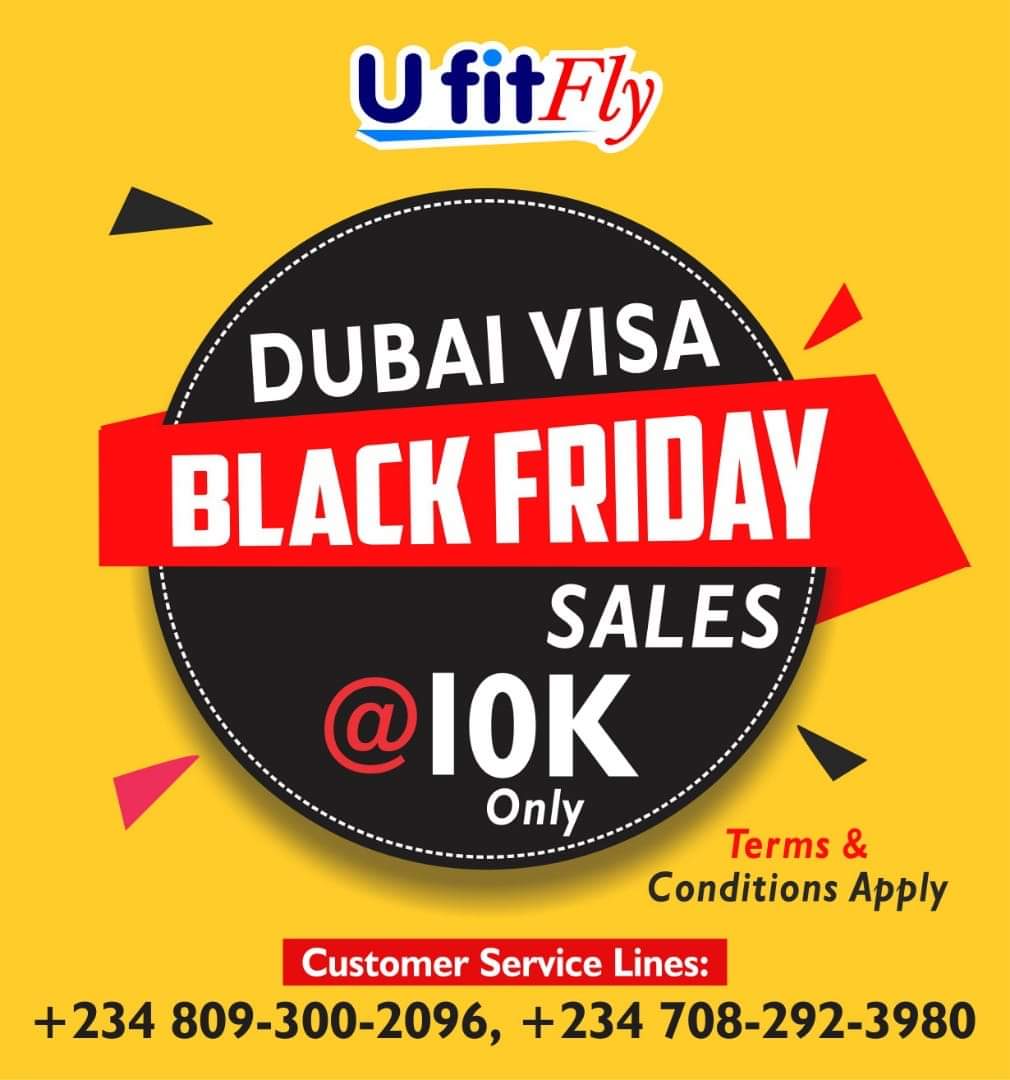 U fitFly
DUBAI VISA
BLACK FRIDAY
SALES
@10K
Only
Terms &
Conditions Apply
Customer Service Lines:
+234 809-300-2096, +234 708-292-3980